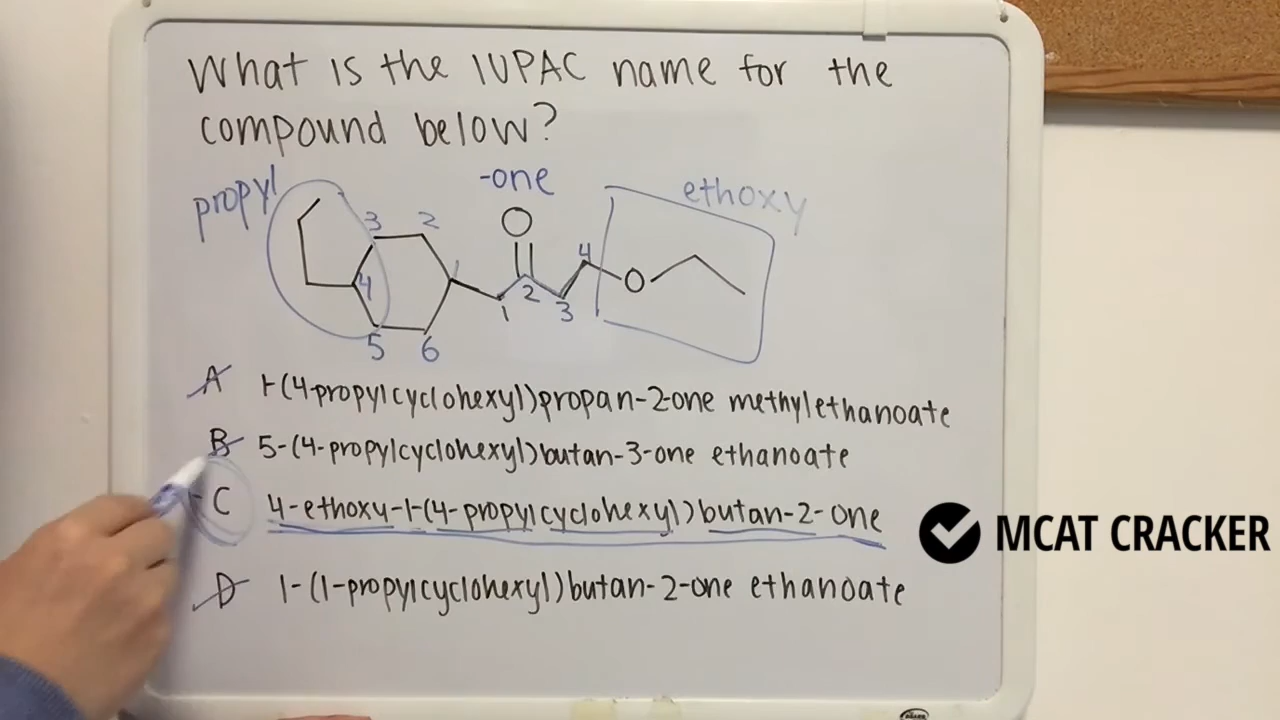 What is the IUPAC name for the
compound below?
propyl
-one
ethoxy
O
3
2
4
1
4
2
O
1
3
5
6
A 1-(4-propylcyclohexyl)propan-2-one methylethanoate
B 5-(4-propylcyclohexyl)butan-3-one ethanoate
C 4-ethoxy-1-(4-propylcyclohexyl)butan-2-one
MCAT CRACKER
D 1-(1-propylcyclohexyl)butan-2-one ethanoate